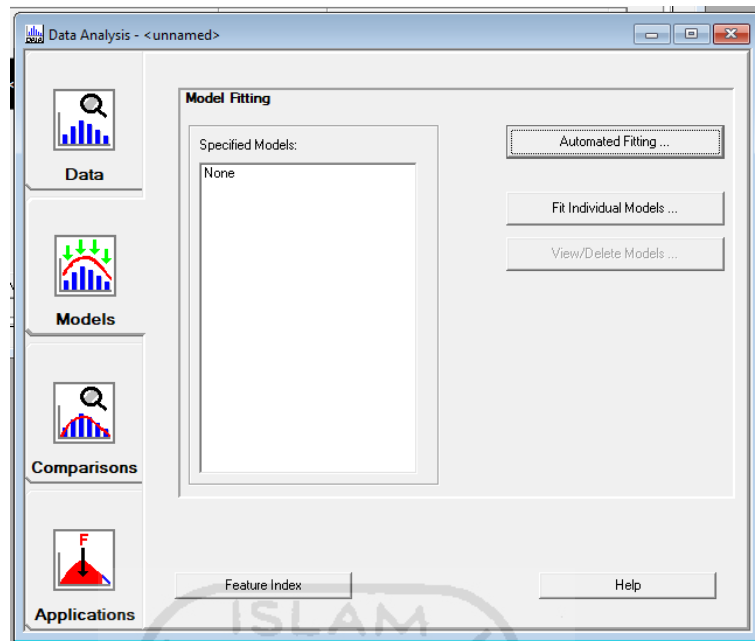 Data Analysis - <unnamed>
Data
Models
Comparisons
F
Applications
Model Fitting
Specified Models:
None
Automated Fitting ...
Fit Individual Models ...
View/Delete Models ...
Feature Index
Help
ISLAM